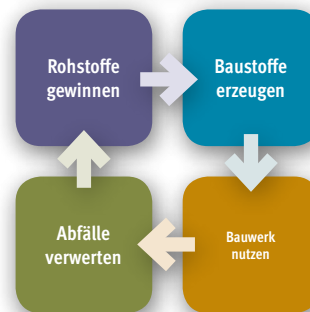 Rohstoffe
gewinnen
Baustoffe
erzeugen
Bauwerk
nutzen
Abfälle
verwerten